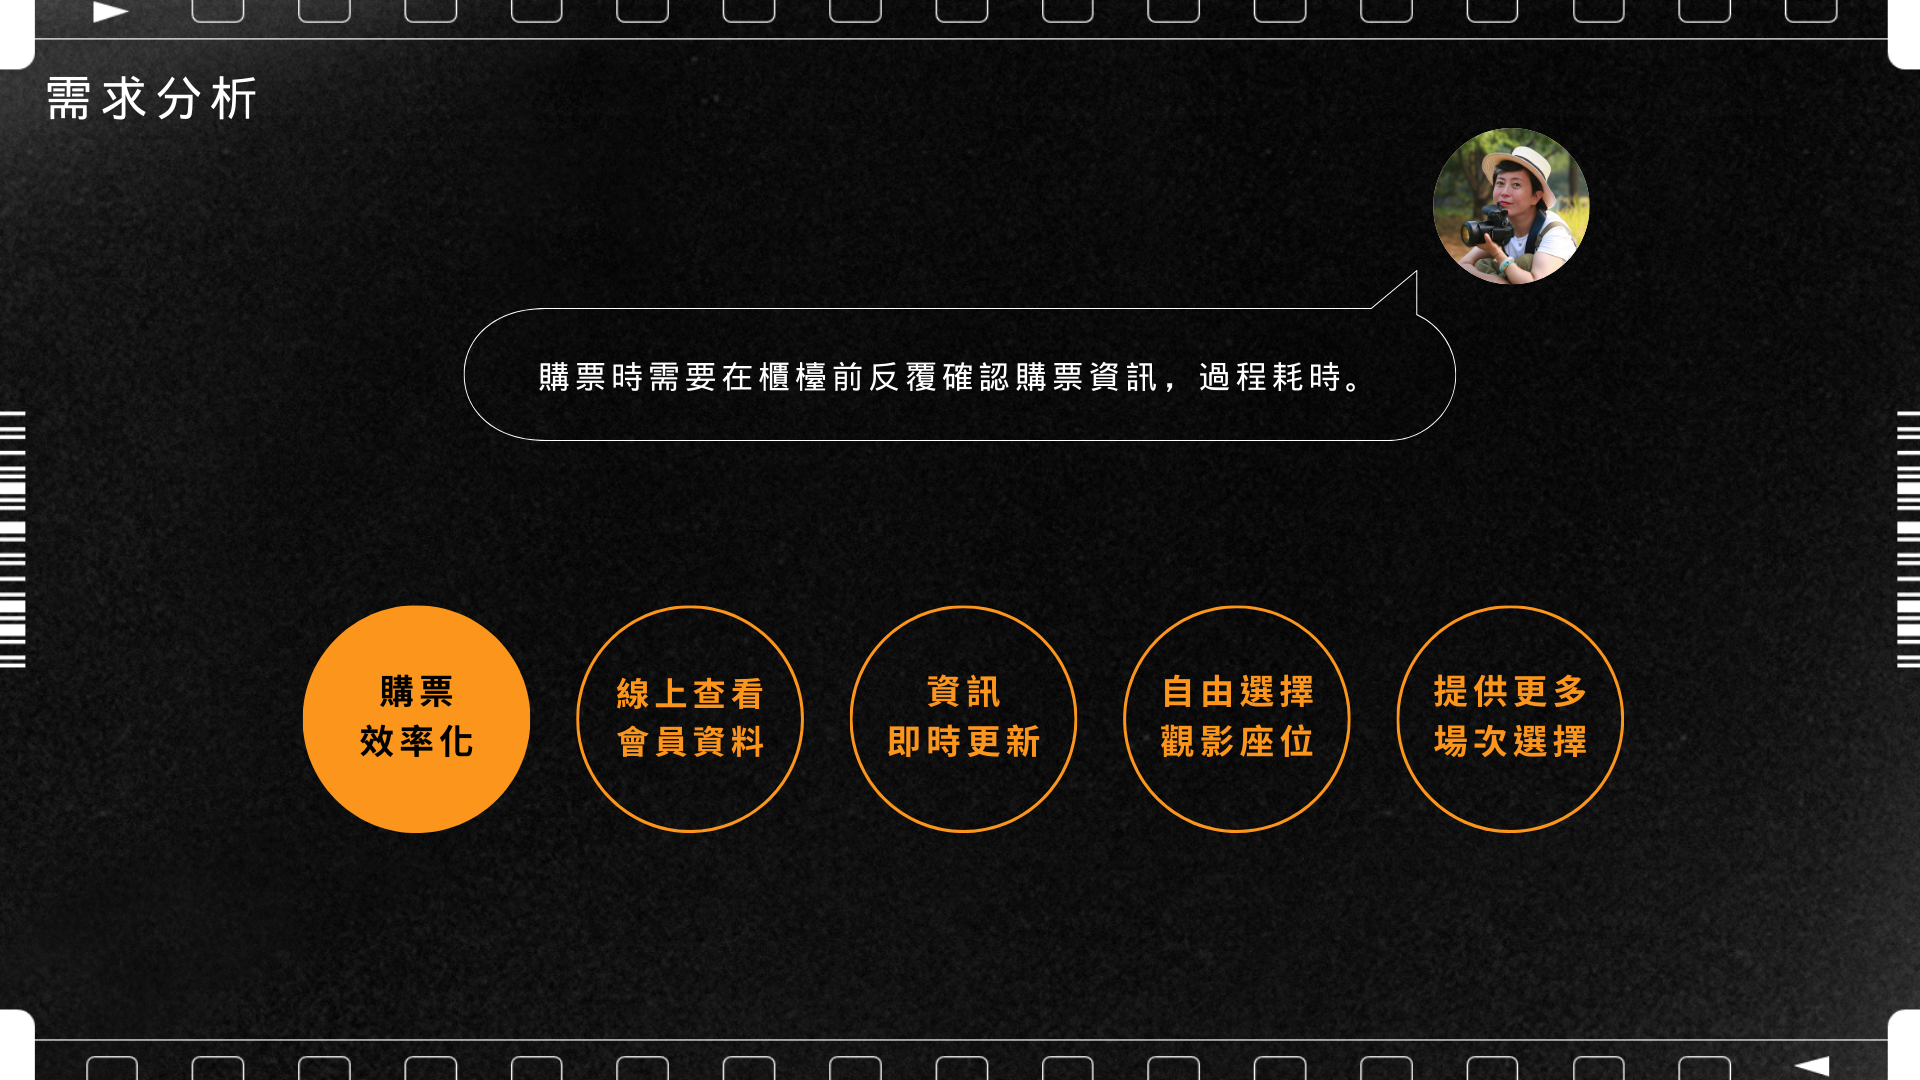 需求分析
購票時需要在櫃檯前反覆確認購票資訊，過程耗時。
購票
效率化
線上查看
會員資料
資訊
即時更新
自由選擇
觀影座位
提供更多
場次選擇